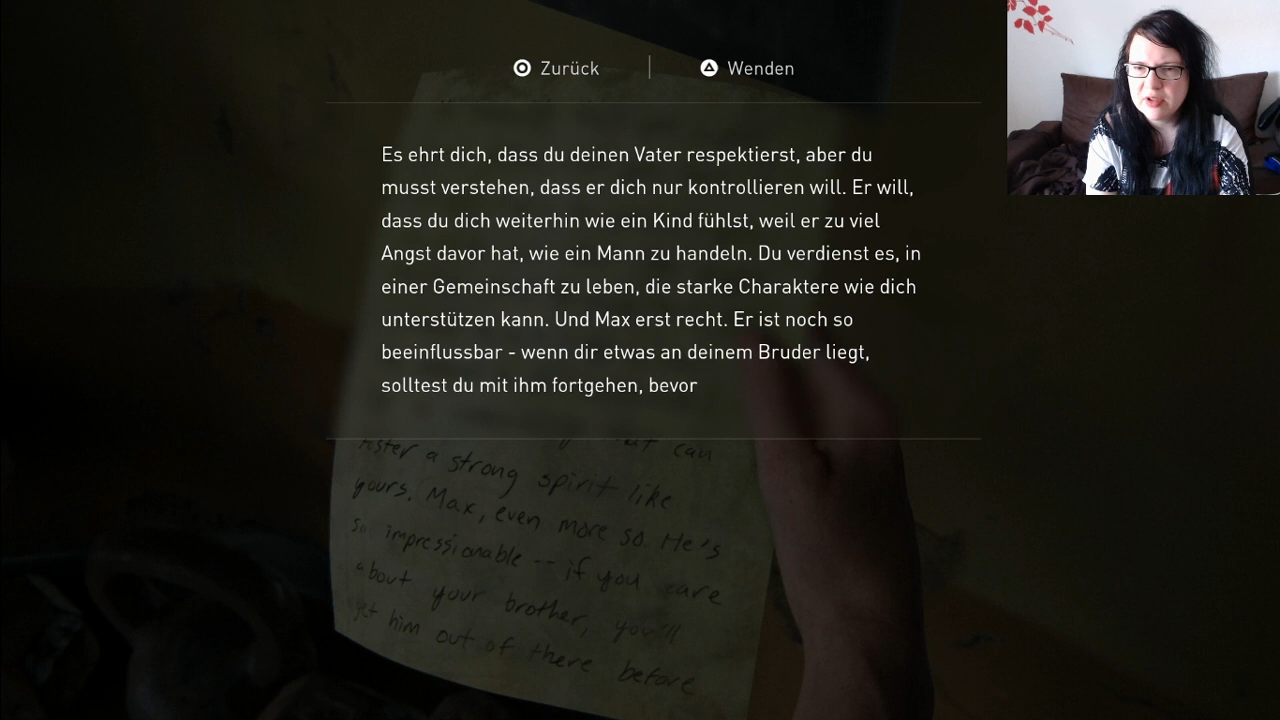 Zurück | Wenden
Es ehrt dich, dass du deinen Vater respektierst, aber du
musst verstehen, dass er dich nur kontrollieren will. Er will,
dass du dich weiterhin wie ein Kind fühlst, weil er zu viel
Angst davor hat, wie ein Mann zu handeln. Du verdienst es, in
einer Gemeinschaft zu leben, die starke Charaktere wie dich
unterstützen kann. Und Max erst recht. Er ist noch so
beeinflussbar - wenn dir etwas an deinem Bruder liegt,
solltest du mit ihm fortgehen, bevor
can
a strong spirit like
yours. Max, even more so. He's
so impressionable -- if you care
about your brother, you'll
get him out of there before